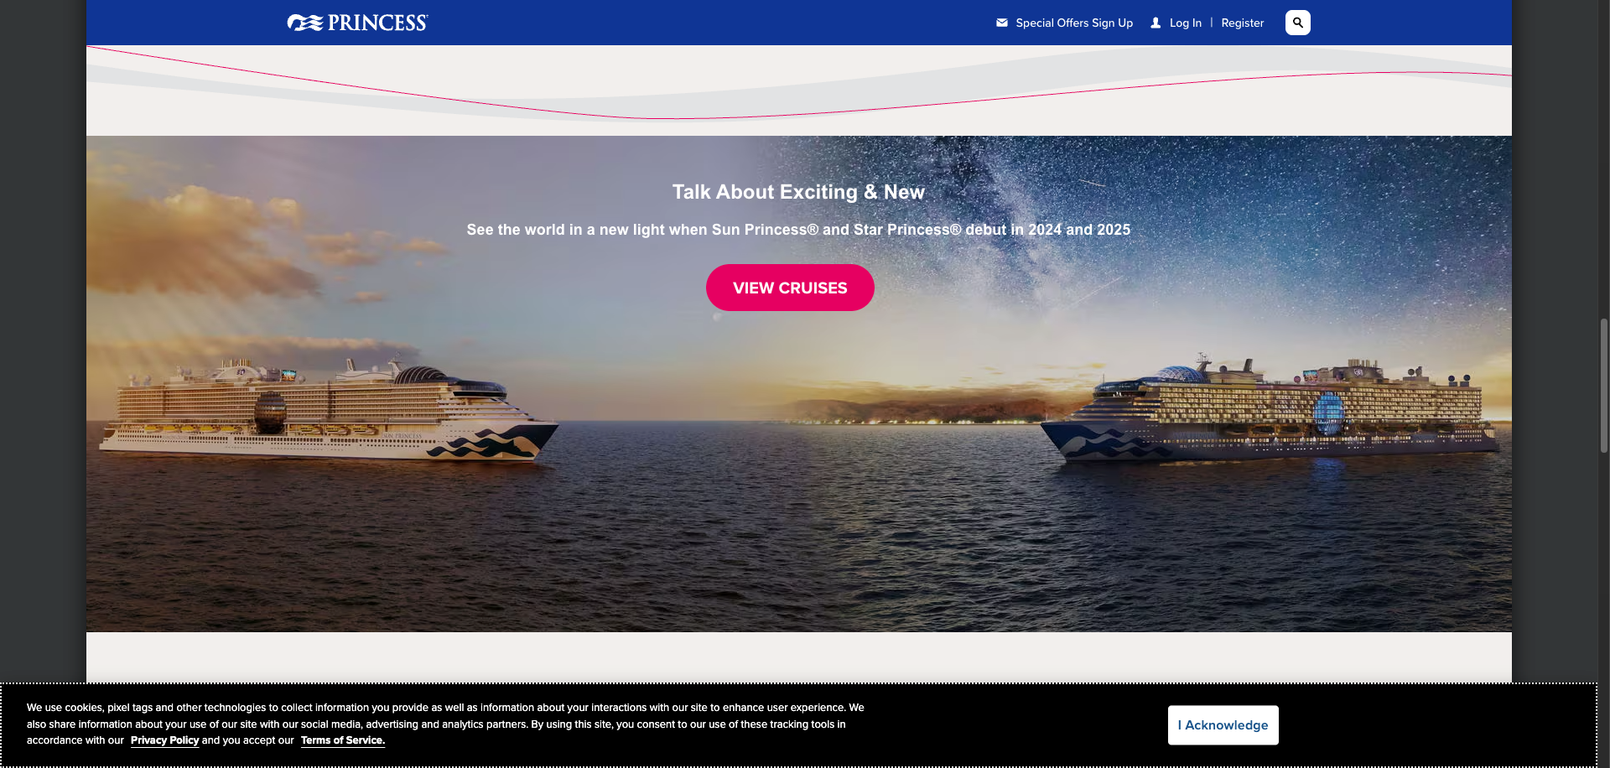 PRINCESS
Special Offers Sign Up
Log In | Register
Talk About Exciting & New
See the world in a new light when Sun Princess® and Star Princess® debut in 2024 and 2025
VIEW CRUISES
SUN PRINCESS
We use cookies, pixel tags and other technologies to collect information you provide as well as information about your interactions with our site to enhance user experience. We
also share information about your use of our site with our social media, advertising and analytics partners. By using this site, you consent to our use of these tracking tools in
accordance with our Privacy Policy and you accept our Terms of Service.
I Acknowledge